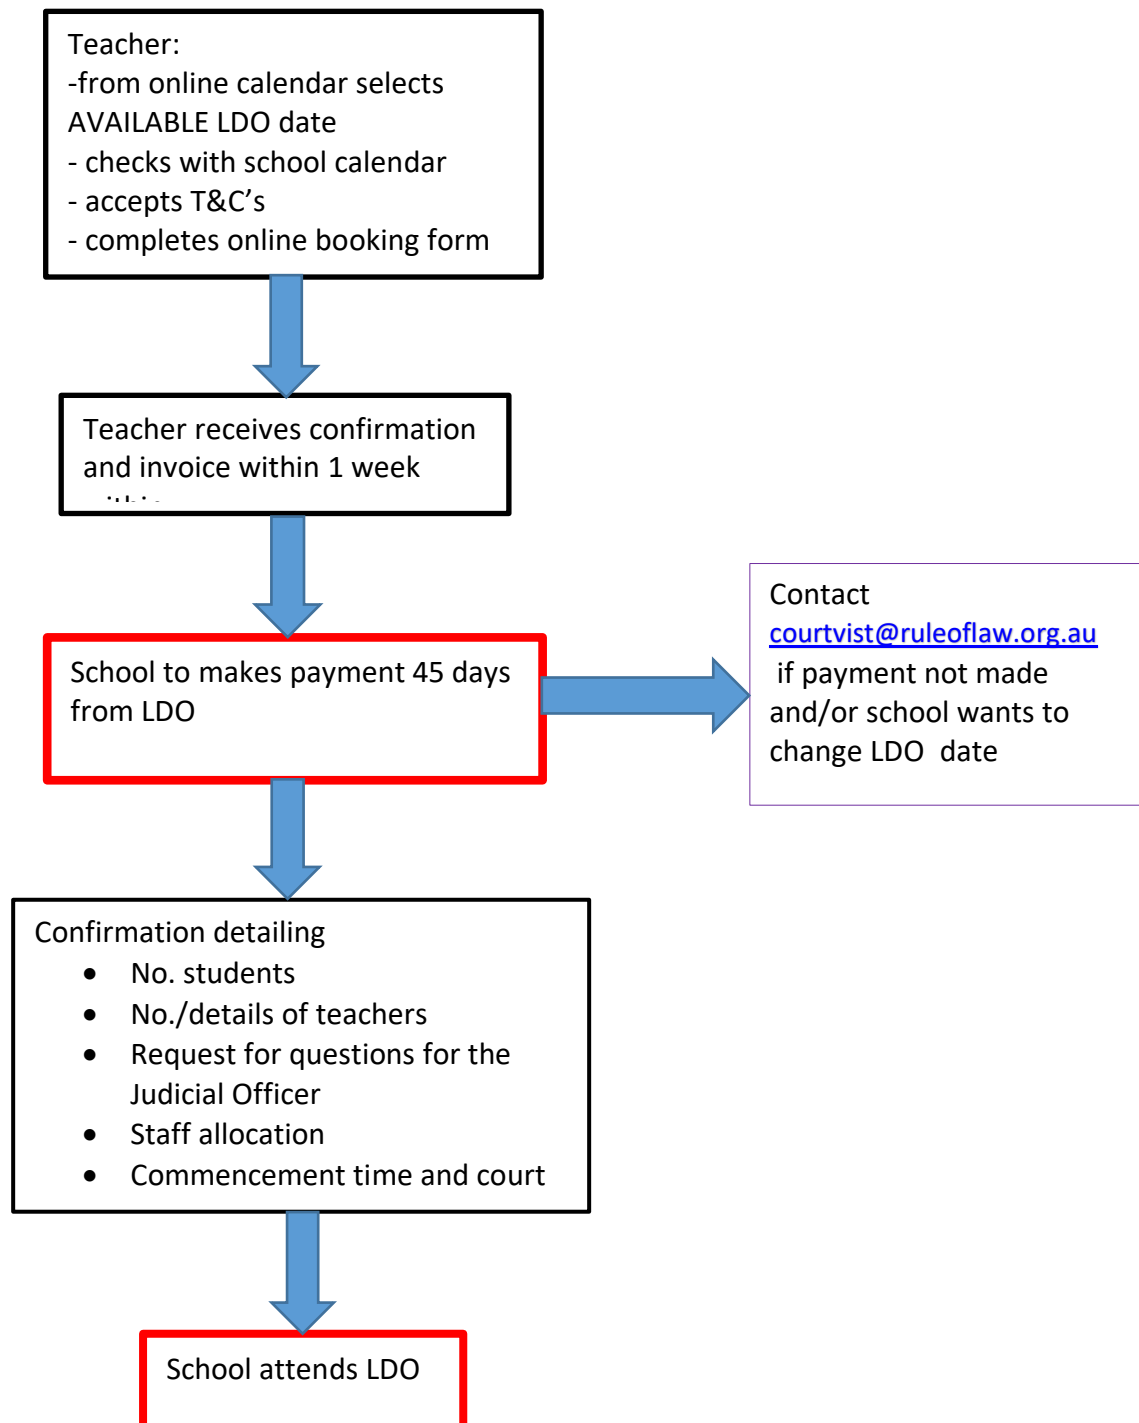 Teacher:
-from online calendar selects
AVAILABLE LDO date
- checks with school calendar
- accepts T&C’s
- completes online booking form
Teacher receives confirmation
and invoice within 1 week
School to makes payment 45 days
from LDO
Contact
courtvist@ruleoflaw.org.au
if payment not made
and/or school wants to
change LDO date
Confirmation detailing
• No. students
• No./details of teachers
• Request for questions for the
Judicial Officer
• Staff allocation
• Commencement time and court
School attends LDO